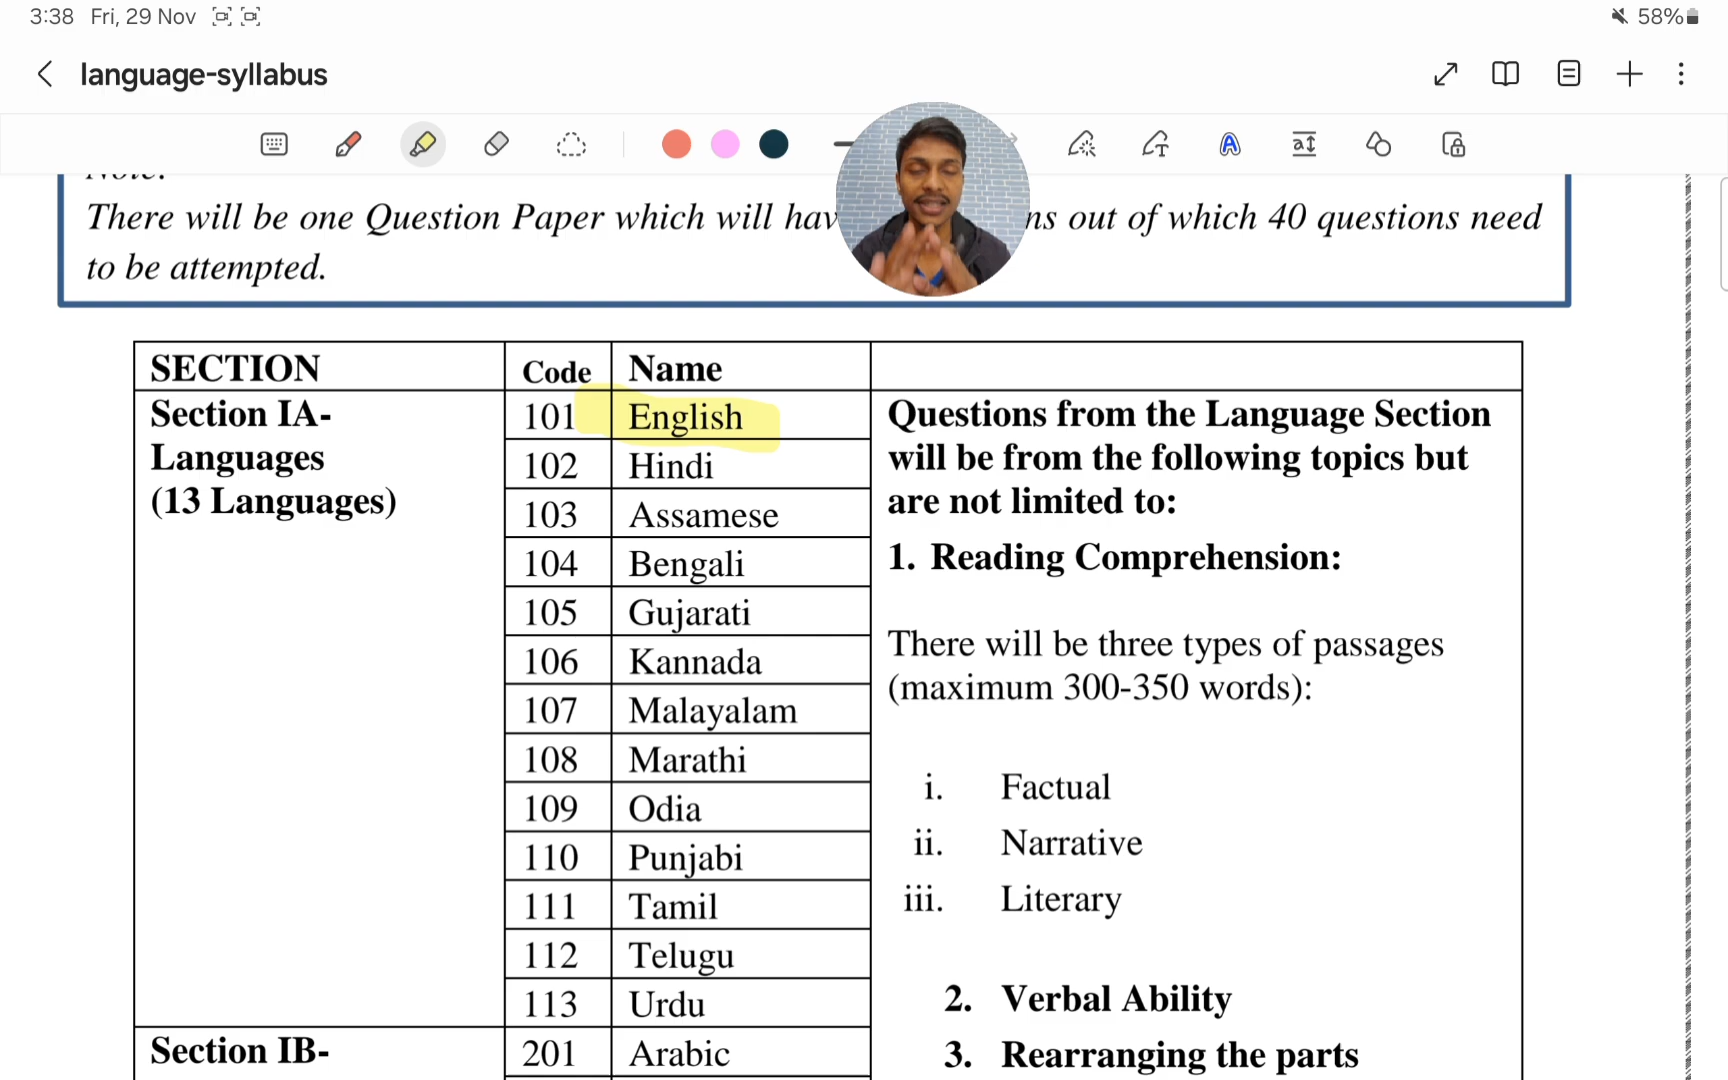 3:38 Fri, 29 Nov 58%
language-syllabus
Note:
There will be one Question Paper which will hav ns out of which 40 questions need
to be attempted.
SECTION Code Name
Section IA-
Languages
(13 Languages)
101 English
102 Hindi
103 Assamese
104 Bengali
105 Gujarati
106 Kannada
107 Malayalam
108 Marathi
109 Odia
110 Punjabi
111 Tamil
112 Telugu
113 Urdu
Section IB-
201 Arabic
Questions from the Language Section
will be from the following topics but
are not limited to:
1. Reading Comprehension:
There will be three types of passages
(maximum 300-350 words):
i. Factual
ii. Narrative
iii. Literary
2. Verbal Ability
3. Rearranging the parts